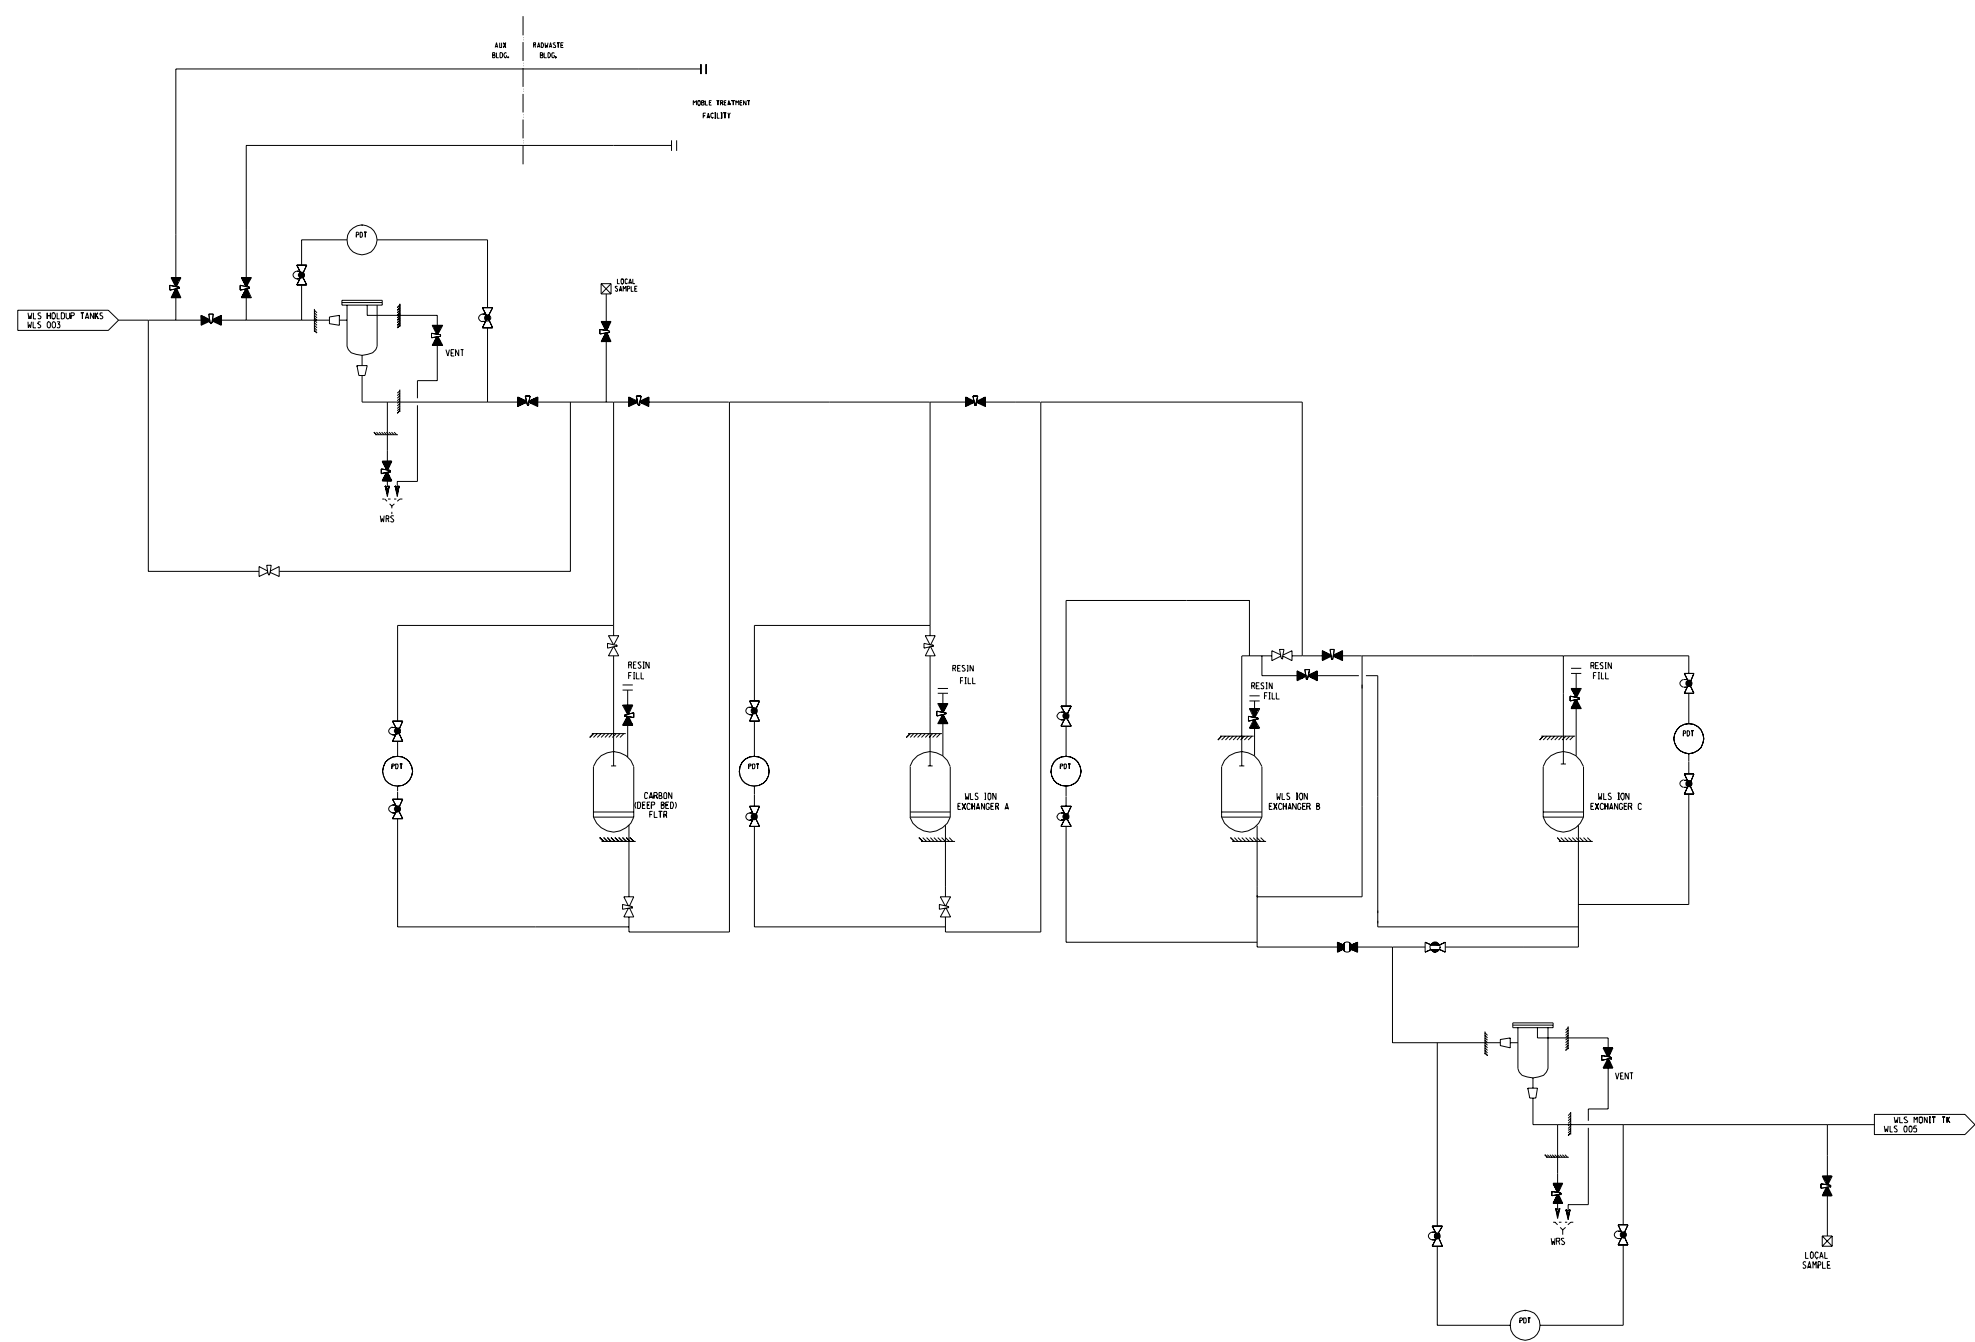 AUX
BLDG.
RADWASTE
BLDG.
MOBLE TREATMENT
FACILITY
PDT
LOCAL
SAMPLE
WLS HOLDUP TANKS
WLS 003
VENT
WRS
RESIN
FILL
RESIN
FILL
RESIN
FILL
RESIN
FILL
PDT
PDT
PDT
PDT
CARBON
(DEEP BED)
FLTR
WLS ION
EXCHANGER A
WLS ION
EXCHANGER B
WLS ION
EXCHANGER C
VENT
WLS MONIT TK
WLS 005
WRS
LOCAL
SAMPLE
PDT